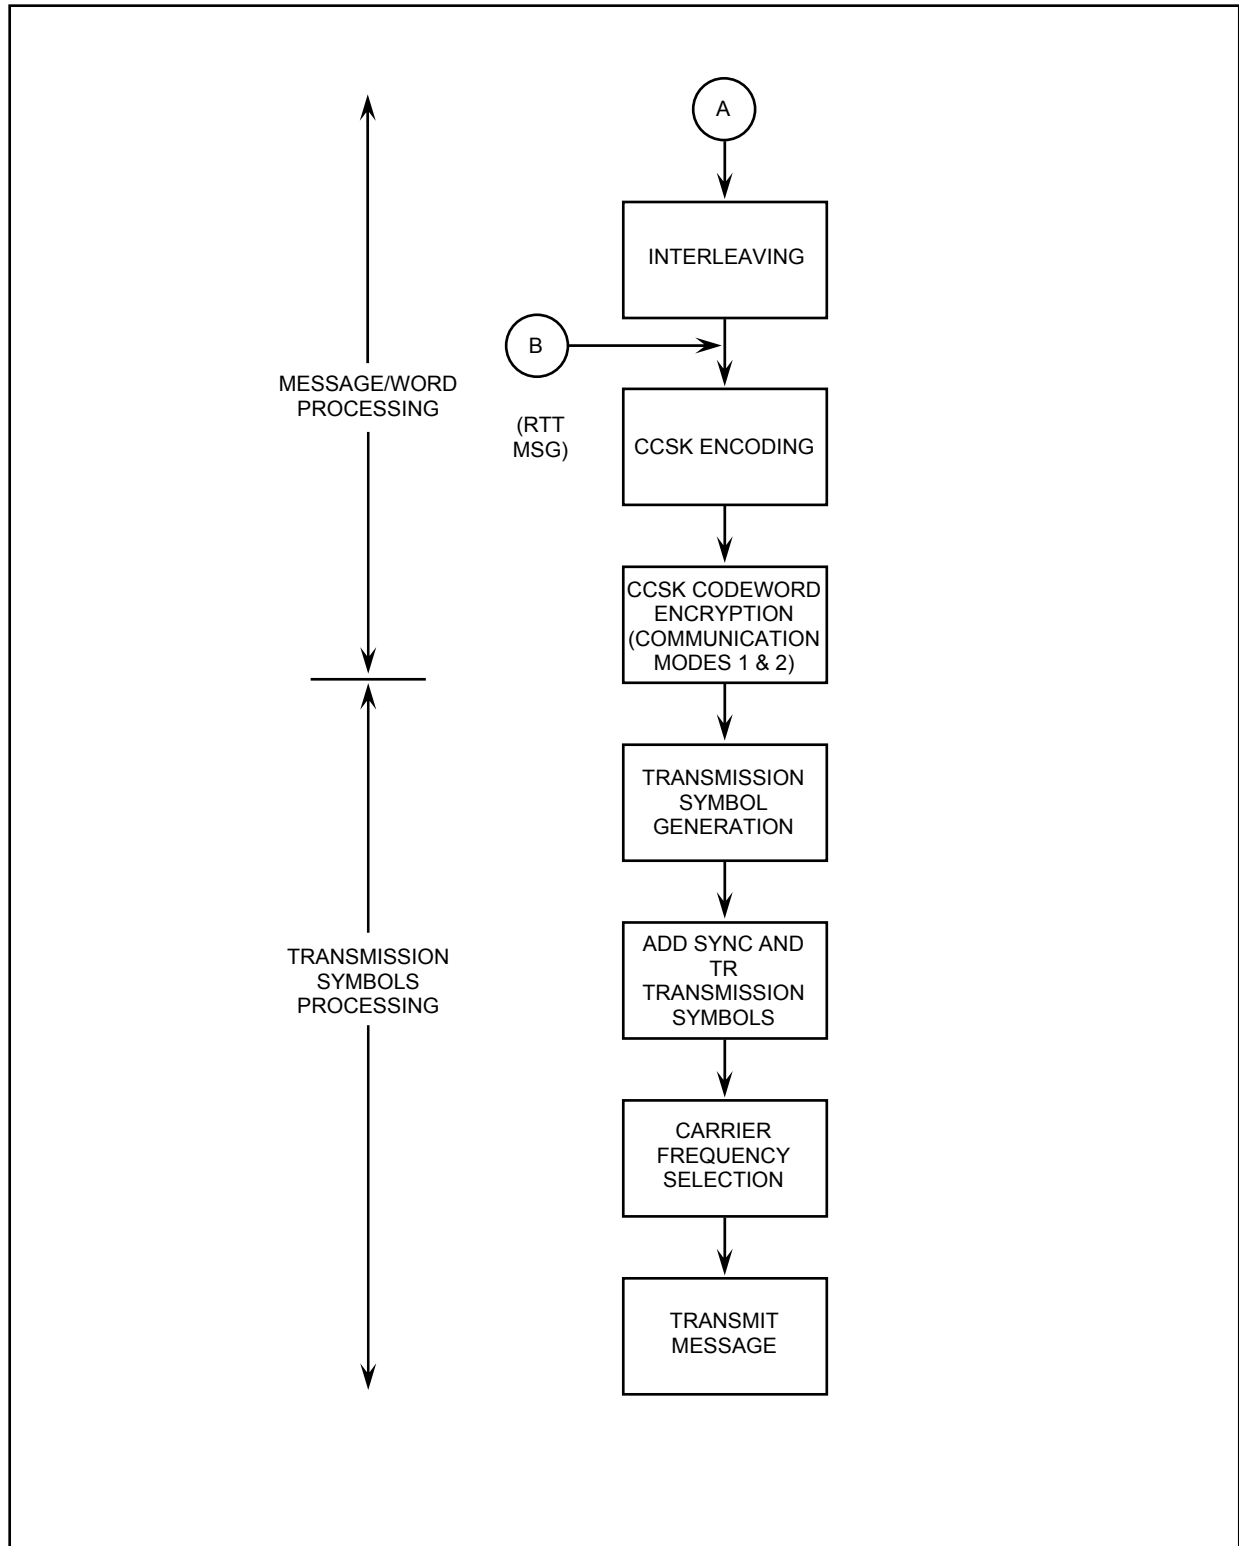 A
INTERLEAVING
B
(RTT
MSG)
MESSAGE/WORD
PROCESSING
CCSK ENCODING
CCSK CODEWORD
ENCRYPTION
(COMMUNICATION
MODES 1 & 2)
TRANSMISSION
SYMBOL
GENERATION
TRANSMISSION
SYMBOLS
PROCESSING
ADD SYNC AND
TR
TRANSMISSION
SYMBOLS
CARRIER
FREQUENCY
SELECTION
TRANSMIT
MESSAGE